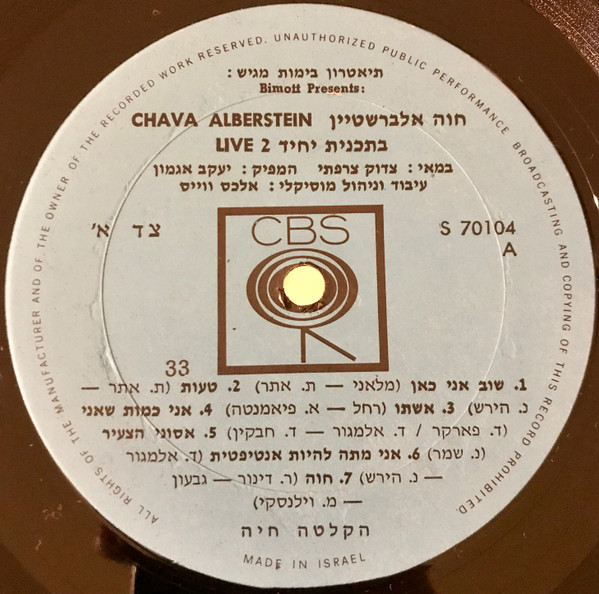 ALL RIGHTS OF THE MANUFACTURER AND OF THE OWNER OF THE RECORDED WORK RESERVED. UNAUTHORIZED PUBLIC PERFORMANCE BROADCASTING AND COPYING OF THIS RECORD PROHIBITED.
תיאטרון בימות מגיש:
Bimott Presents:
חוה אלברשטיין CHAVA ALBERSTEIN
בתכנית יחיד LIVE 2
במאי: צדוק צרפתי המפיק: יעקב אגמון
עיבוד וניהול מוסיקלי: אלכס ווייס
צד א'
S 70104
A
CBS
33
1. שוב אני כאן (מלאני — ת. אתר) 2. טעות (ת. אתר —
נ. הירש) 3. אשתו (רחל — א. פיאמנטה) 4. אני כמות שאני
(ד. פארקר / ד. אלמגור — ד. חבקין) 5. אסוני הצעיר
(נ. שמר) 6. אני מתה להיות אנטיפטית (ד. אלמגור
— נ. הירש) 7. חוה (ר. דינור — גבעון
— מ. וילנסקי)
הקלטה חיה
MADE IN ISRAEL